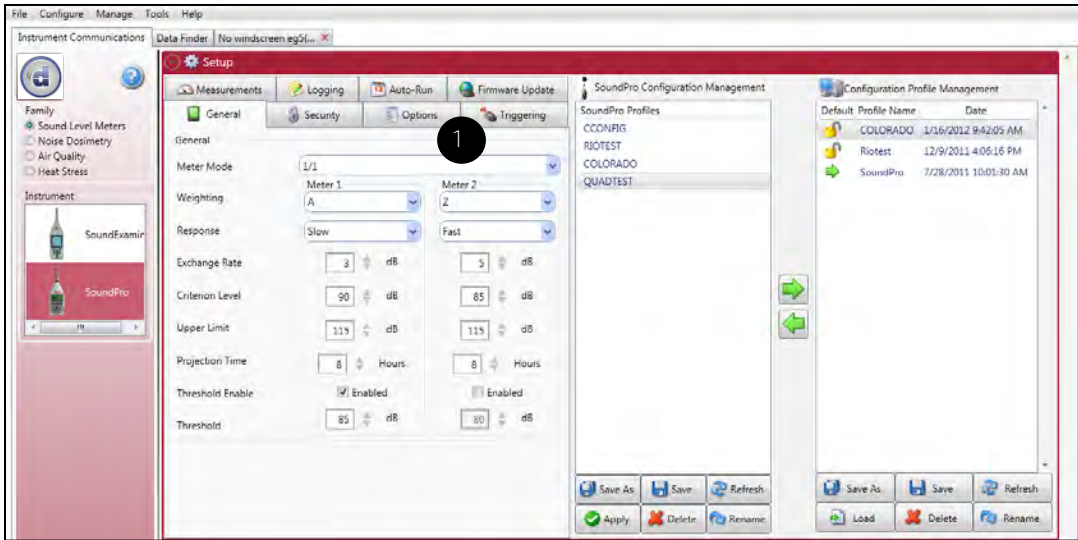 File Configure Manage Tools Help
Instrument Communications Data Finder No windscreen eg5(...
Setup
Measurements Logging Auto-Run Firmware Update
General Security Options Triggering
1
General
Meter Mode 1/1
Meter 1 Meter 2
Weighting A Z
Response Slow Fast
Exchange Rate 3 dB 5 dB
Criterion Level 90 dB 85 dB
Upper Limit 115 dB 115 dB
Projection Time 8 Hours 8 Hours
Threshold Enable Enabled Enabled
Threshold 85 dB 80 dB
Family
Sound Level Meters
Noise Dosimetry
Air Quality
Heat Stress
Instrument
SoundExamir
SoundPro
SoundPro Configuration Management
SoundPro Profiles
CCONFIG
RIOTEST
COLORADO
QUADTEST
Save As Save Refresh
Apply Delete Rename
Configuration Profile Management
Default Profile Name Date
COLORADO 1/16/2012 9:42:05 AM
Riotest 12/9/2011 4:06:16 PM
SoundPro 7/28/2011 10:01:30 AM
Save As Save Refresh
Load Delete Rename